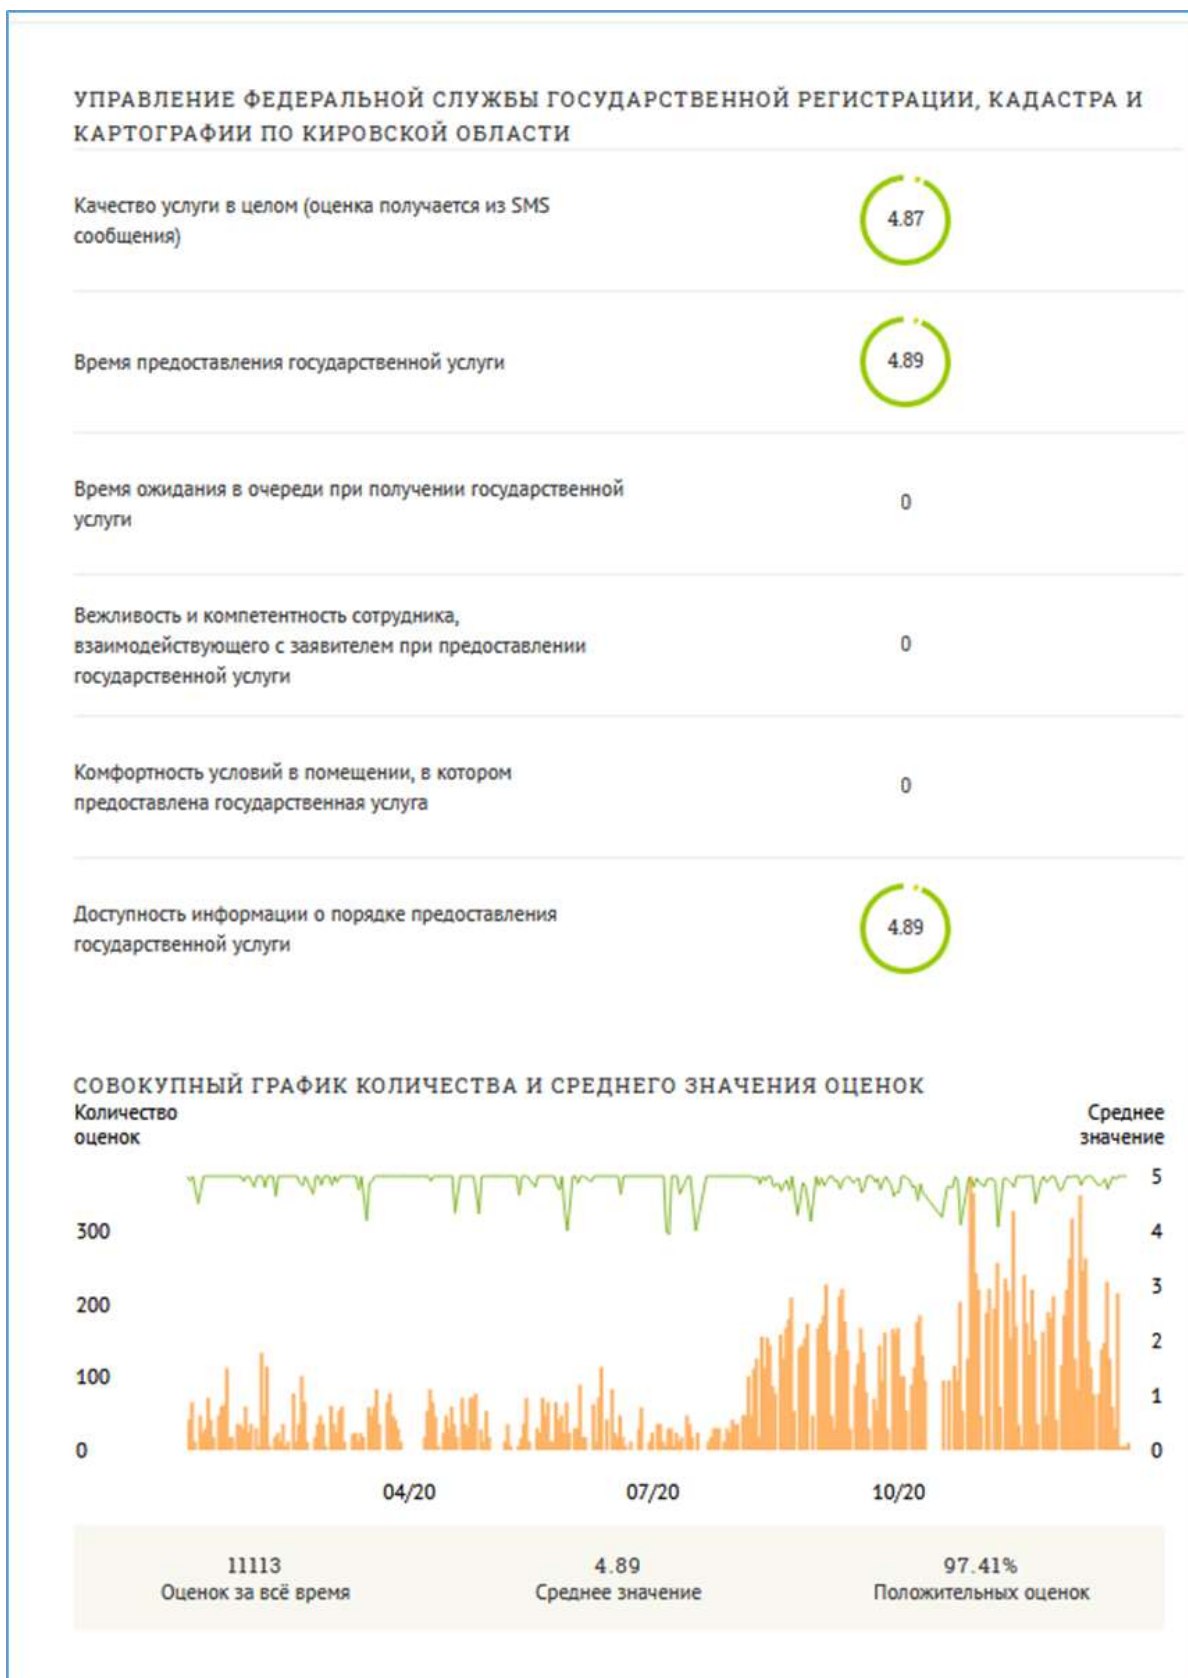 УПРАВЛЕНИЕ ФЕДЕРАЛЬНОЙ СЛУЖБЫ ГОСУДАРСТВЕННОЙ РЕГИСТРАЦИИ, КАДАСТРА И
КАРТОГРАФИИ ПО КИРОВСКОЙ ОБЛАСТИ
Качество услуги в целом (оценка получается из SMS
сообщения)
4.87
Время предоставления государственной услуги
4.89
Время ожидания в очереди при получении государственной
услуги
0
Вежливость и компетентность сотрудника,
взаимодействующего с заявителем при предоставлении
государственной услуги
0
Комфортность условий в помещении, в котором
предоставлена государственная услуга
0
Доступность информации о порядке предоставления
государственной услуги
4.89
СОВОКУПНЫЙ ГРАФИК КОЛИЧЕСТВА И СРЕДНЕГО ЗНАЧЕНИЯ ОЦЕНОК
Количество
оценок
Среднее
значение
5
300
4
3
200
2
100
1
0
0
04/20
07/20
10/20
11113
Оценок за всё время
4.89
Среднее значение
97.41%
Положительных оценок